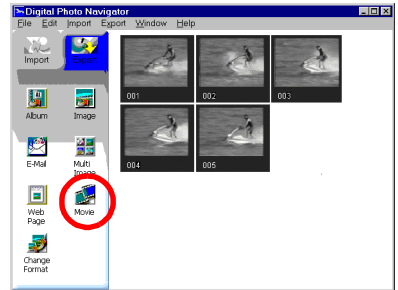 Digital Photo Navigator
File Edit Import Export Window Help
Import Export
001 002 003
Album Image
004 005
E-Mail Multi Image
Web Page Movie
Change Format